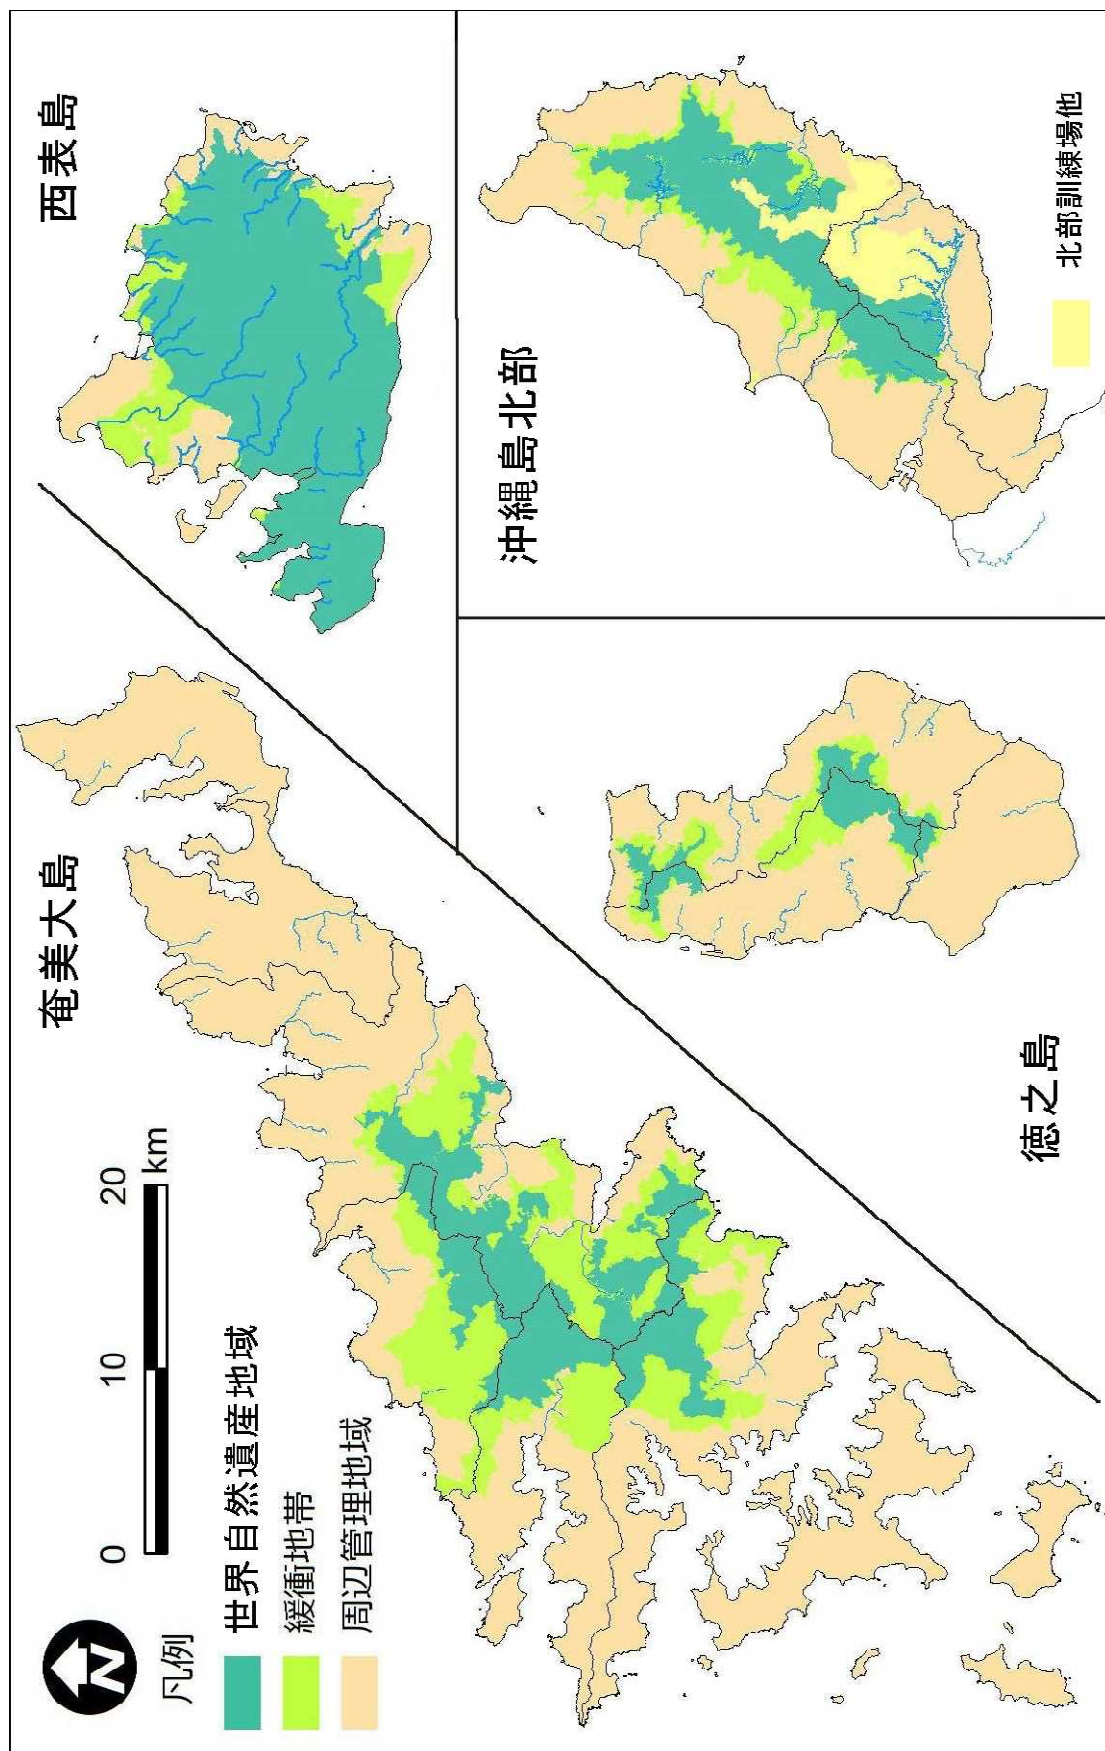 N
凡例
0 10 20 km
世界自然遺産地域
緩衝地帯
周辺管理地域
奄美大島
西表島
徳之島
沖縄島北部
北部訓練場他